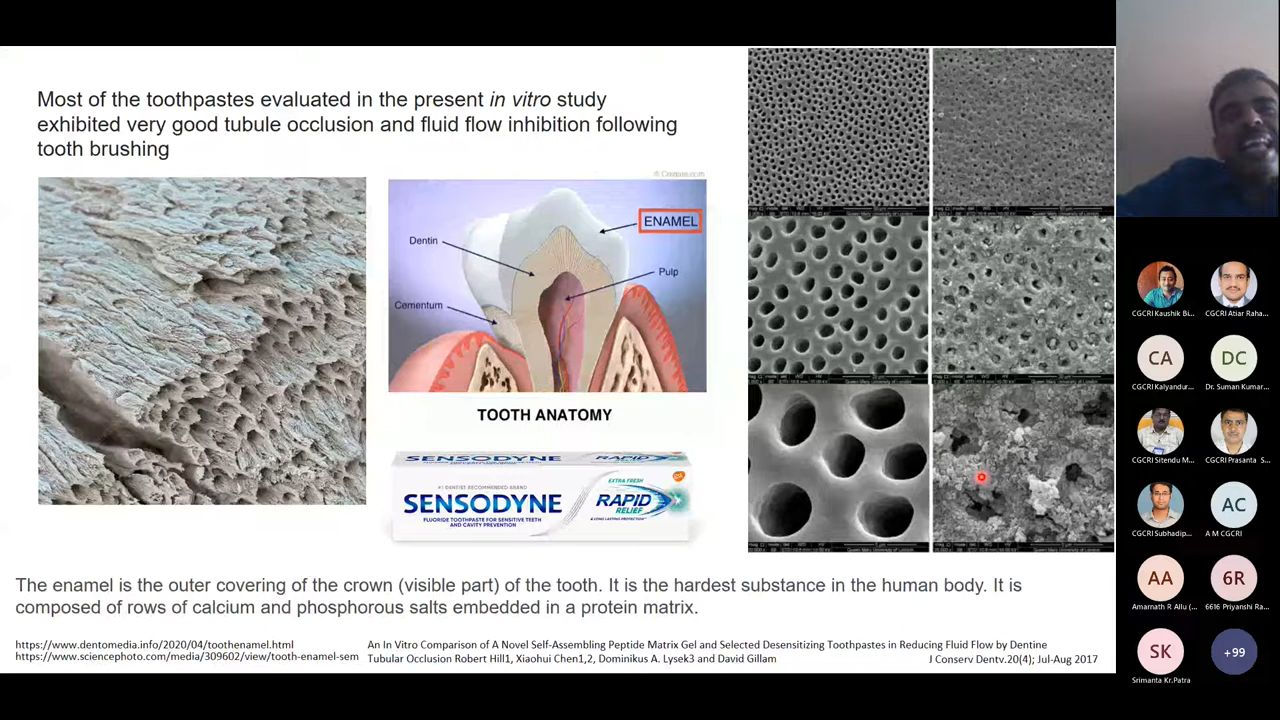 Most of the toothpastes evaluated in the present in vitro study
exhibited very good tubule occlusion and fluid flow inhibition following
tooth brushing
ENAMEL
Dentin
Pulp
Cementum
TOOTH ANATOMY
SENSODYNE
RAPID
#1 DENTIST RECOMMENDED BRAND
SENSODYNE
FLUORIDE TOOTHPASTE FOR SENSITIVE TEETH
AND CAVITY PREVENTION
EXTRA FRESH
RAPID
RELIEF
A LONG LASTING PROTECTION
The enamel is the outer covering of the crown (visible part) of the tooth. It is the hardest substance in the human body. It is
composed of rows of calcium and phosphorous salts embedded in a protein matrix.
https://www.dentomedia.info/2020/04/toothenamel.html
https://www.sciencephoto.com/media/309602/view/tooth-enamel-sem
An In Vitro Comparison of A Novel Self-Assembling Peptide Matrix Gel and Selected Desensitizing Toothpastes in Reducing Fluid Flow by Dentine
Tubular Occlusion Robert Hill1, Xiaohui Chen1,2, Dominikus A. Lysek3 and David Gillam
J Conserv Dentv.20(4); Jul-Aug 2017
CGCRI Kaushik Bi...
CGCRI Atiar Raha...
CA
DC
CGCRI Kalyandur...
Dr. Suman Kumar...
CGCRI Sitendu M...
CGCRI Prasanta S...
AC
CGCRI Subhadip...
A M CGCRI
AA
6R
Amarnath R Allu (...
6616 Priyanshi Ra...
SK
+99
Srimanta Kr.Patra